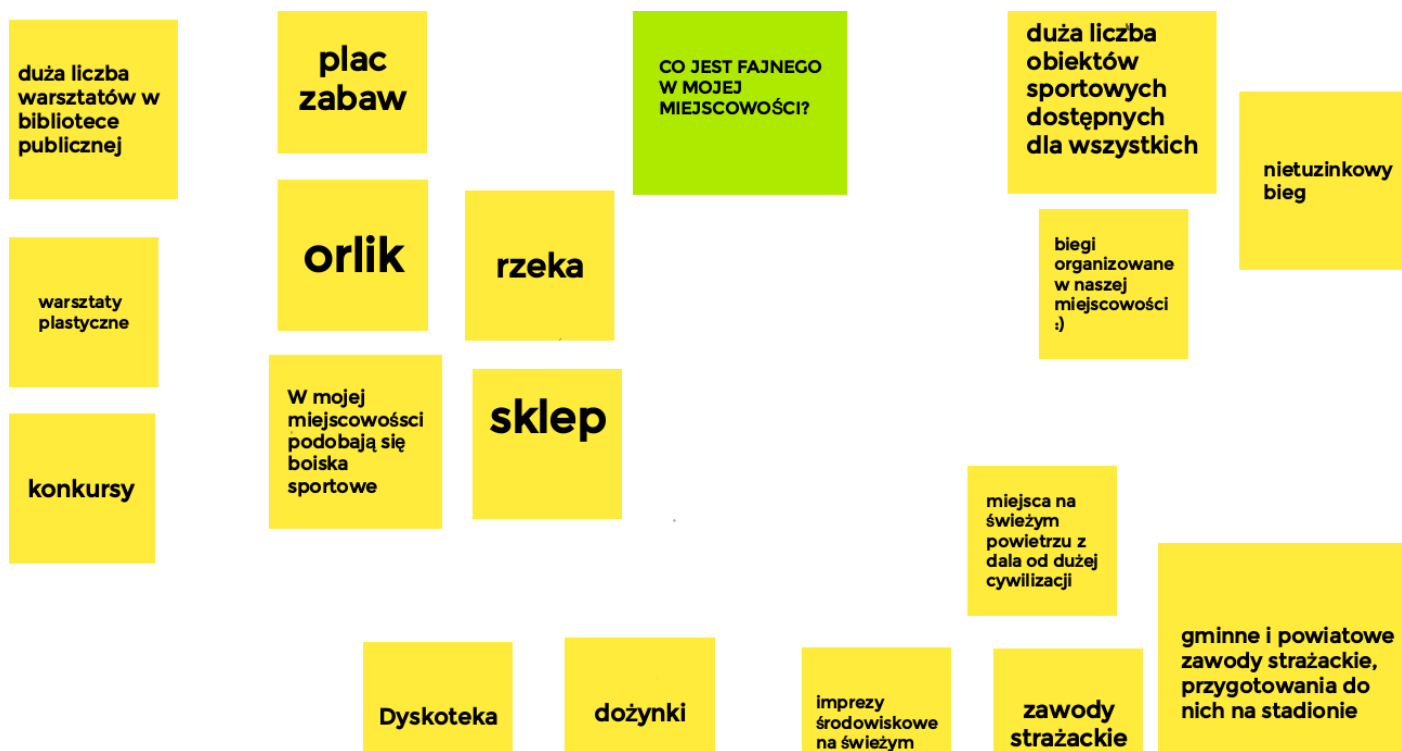 duża liczba
warsztatów w
bibliotece
publicznej
plac
zabaw
CO JEST FAJNEGO
W MOJEJ
MIEJSCOWOŚCI?
duża liczba
obiektów
sportowych
dostępnych
dla wszystkich
nietuzinkowy
bieg
warsztaty
plastyczne
orlik
rzeka
biegi
organizowane
w naszej
miejscowości
:)
konkursy
W mojej
miejscowośsci
podobają się
boiska
sportowe
sklep
miejsca na
świeżym
powietrzu z
dala od dużej
cywilizacji
Dyskoteka
dożynki
imprezy
środowiskowe
na świeżym
zawody
strażackie
gminne i powiatowe
zawody strażackie,
przygotowania do
nich na stadionie